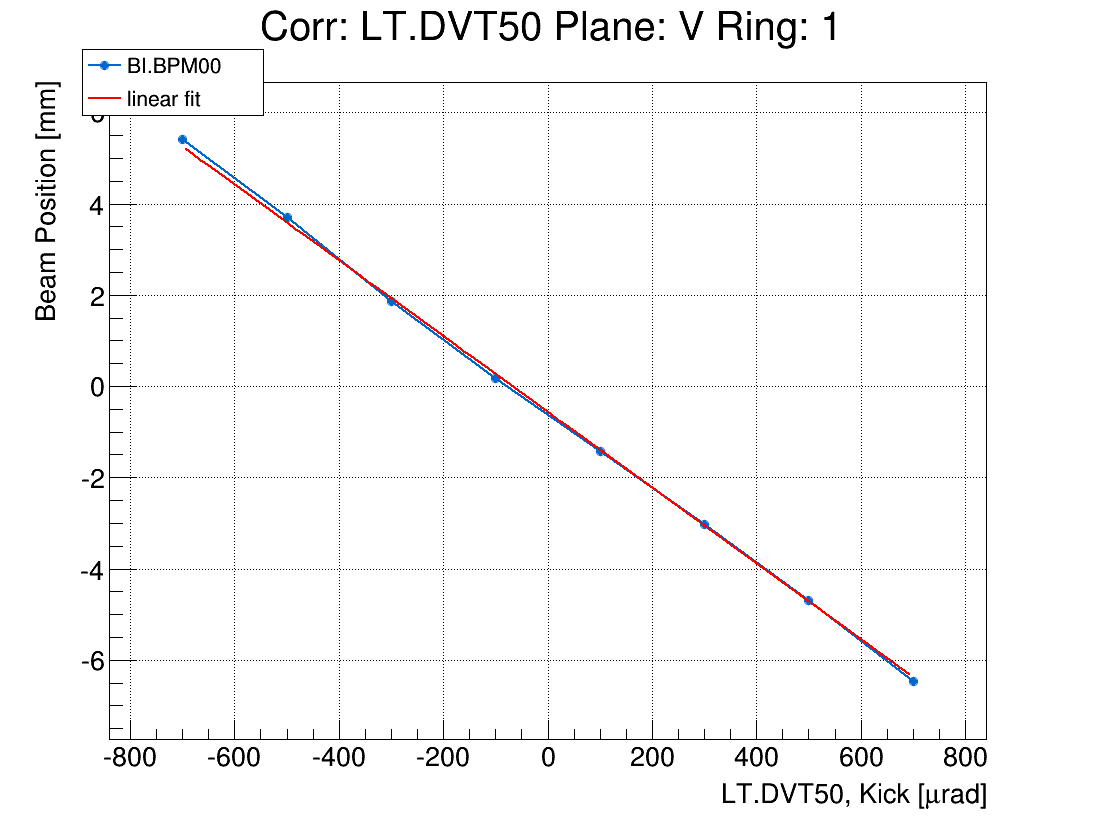 Corr: LT.DVT50 Plane: V Ring: 1
BI.BPM00
linear fit
Beam Position [mm]
4
2
0
-2
-4
-6
-800 -600 -400 -200 0 200 400 600 800
LT.DVT50, Kick [μrad]